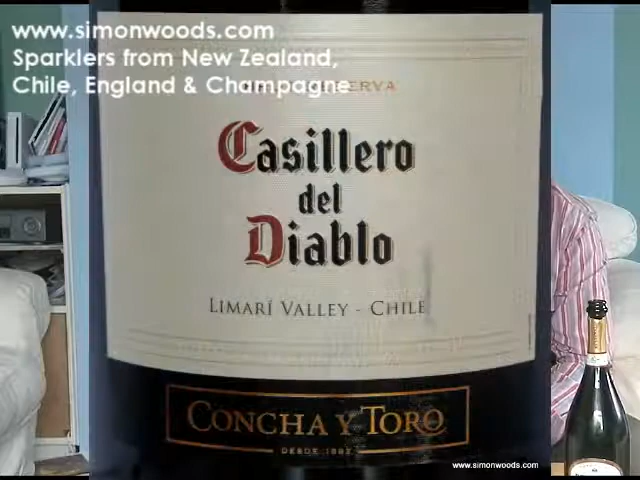 www.simonwoods.com
Sparklers from New Zealand,
Chile, England & Champagne
Casillero
del
Diablo
LIMARÍ VALLEY - CHILE
CONCHA Y TORO
DESDE
www.simonwoods.com